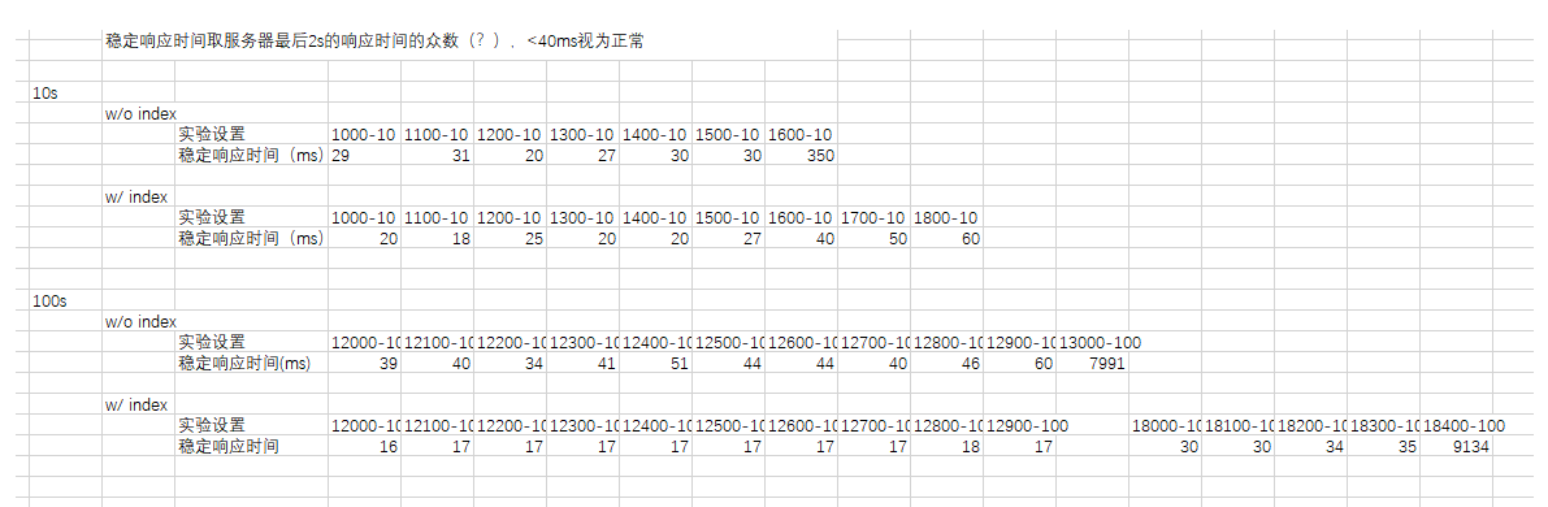 稳定响应时间取服务器最后2s的响应时间的众数（？），<40ms视为正常
10s
w/o index
实验设置 1000-10 1100-10 1200-10 1300-10 1400-10 1500-10 1600-10
稳定响应时间（ms） 29 31 20 27 30 30 350
w/ index
实验设置 1000-10 1100-10 1200-10 1300-10 1400-10 1500-10 1600-10 1700-10 1800-10
稳定响应时间（ms） 20 18 25 20 20 27 40 50 60
100s
w/o index
实验设置 12000-10 12100-10 12200-10 12300-10 12400-10 12500-10 12600-10 12700-10 12800-10 12900-10 13000-100
稳定响应时间(ms) 39 40 34 41 51 44 44 40 46 60 7991
w/ index
实验设置 12000-10 12100-10 12200-10 12300-10 12400-10 12500-10 12600-10 12700-10 12800-10 12900-100 18000-10 18100-10 18200-10 18300-10 18400-100
稳定响应时间 16 17 17 17 17 17 17 17 18 17 30 30 34 35 9134